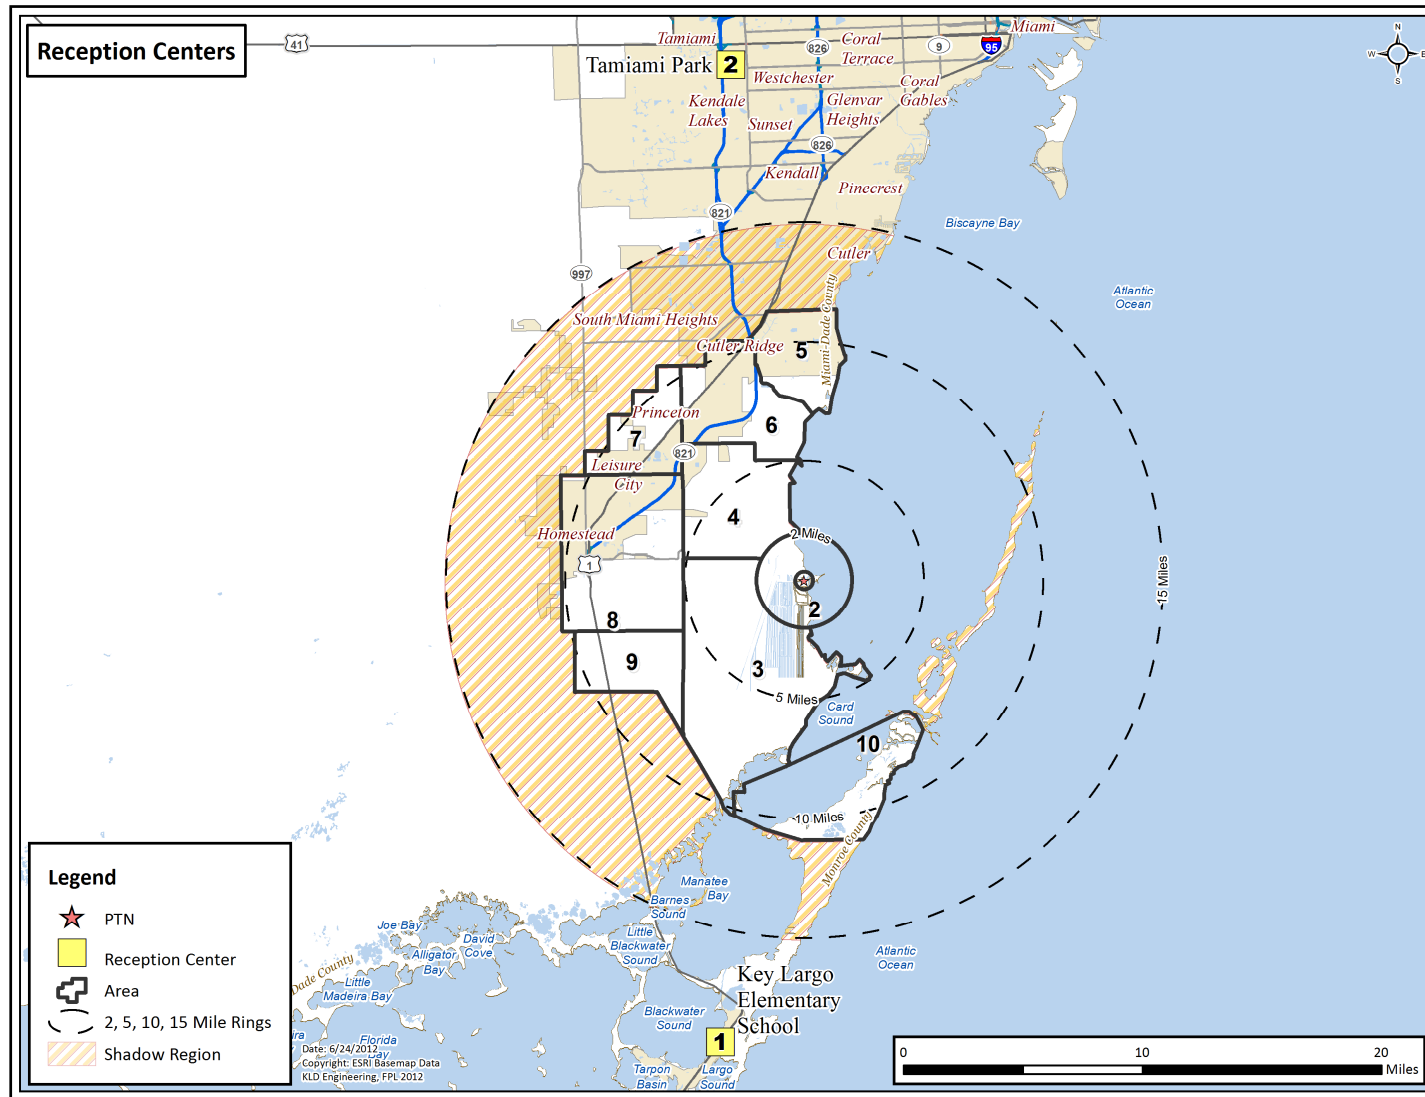 Reception Centers
41
Tamiami
826
Coral
Terrace
9
95
Miami
N
W
E
S
Tamiami Park
2
Westchester
Coral
Gables
Kendale
Lakes
Glenvar
Heights
Sunset
826
Kendall
Pinecrest
821
Biscayne Bay
Cutler
997
Atlantic
Ocean
Miami-Dade County
South Miami Heights
Cutler Ridge
5
Princeton
6
7
821
Leisure
City
4
Homestead
2 Miles
1
15 Miles
2
8
9
3
5 Miles
Card
Sound
10
10 Miles
Monroe County
Manatee
Bay
Barnes
Sound
Joe Bay
David
Cove
Little
Blackwater
Sound
Alligator
Bay
Atlantic
Ocean
Dade County
Little
Madeira Bay
Key Largo
Elementary
School
Blackwater
Sound
1
Florida
Bay
Tarpon
Basin
Largo
Sound
Legend
PTN
Reception Center
Area
2, 5, 10, 15 Mile Rings
Shadow Region
Date: 6/24/2012
Copyright: ESRI Basemap Data
KLD Engineering, FPL 2012
0
10
20
Miles